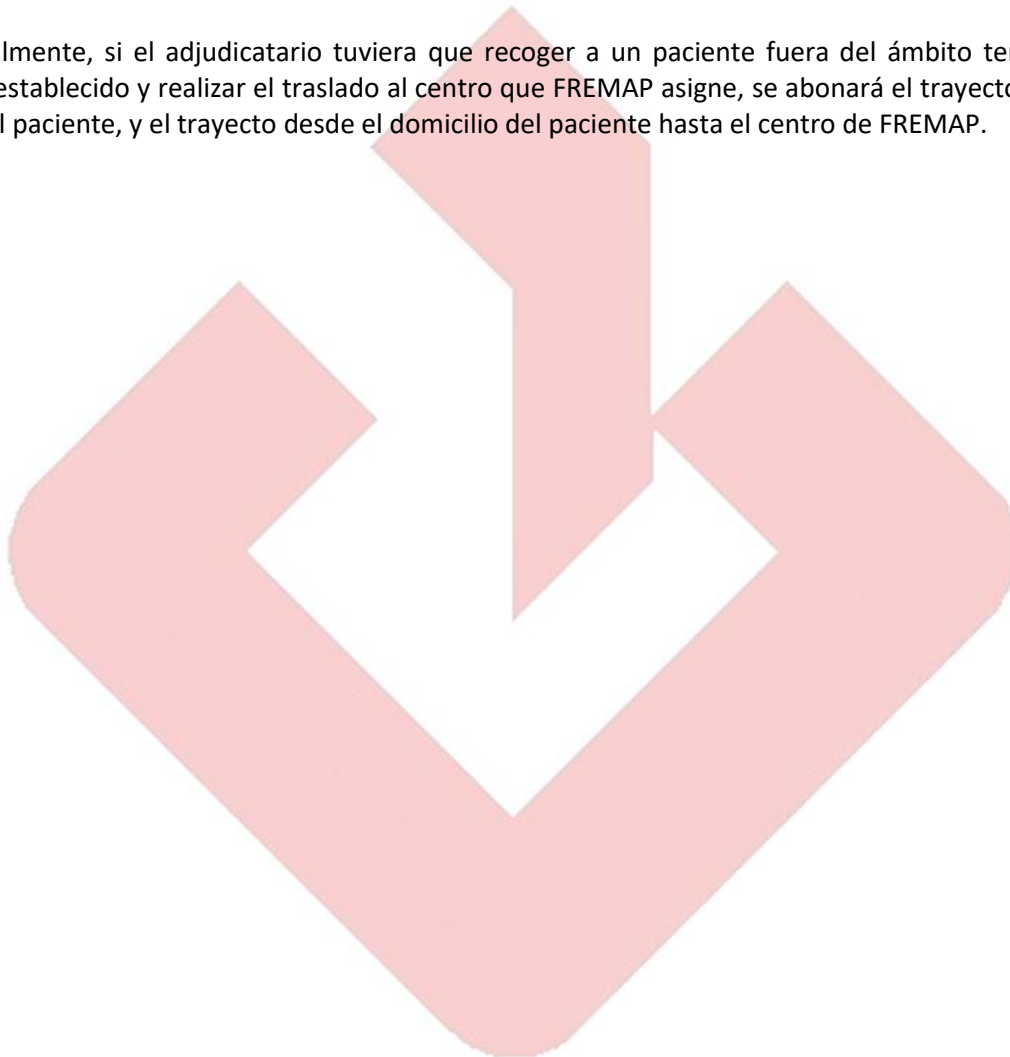 lmente, si el adjudicatario tuviera que recoger a un paciente fuera del ámbito ter
establecido y realizar el traslado al centro que FREMAP asigne, se abonará el trayecto
l paciente, y el trayecto desde el domicilio del paciente hasta el centro de FREMAP.